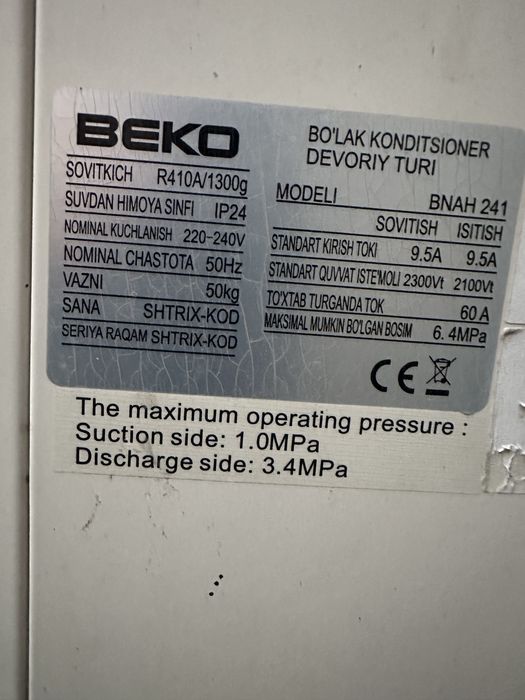 BEKO
SOVITKICH R410A/1300g
SUVDAN HIMOYA SINFI IP24
NOMINAL KUCHLANISH 220-240V
NOMINAL CHASTOTA 50Hz
VAZNI 50kg
SANA SHTRIX-KOD
SERIYA RAQAM SHTRIX-KOD
BO'LAK KONDITSIONER
DEVORIY TURI
MODELI BNAH 241
SOVITISH ISITISH
STANDART KIRISH TOKI 9.5A 9.5A
STANDART QUVVAT ISTE'MOLI 2300Vt 2100Vt
TO'XTAB TURGANDA TOK 60 A
MAKSIMAL MUMKIN BO'LGAN BOSIM 6.4MPa
CE
The maximum operating pressure :
Suction side: 1.0MPa
Discharge side: 3.4MPa